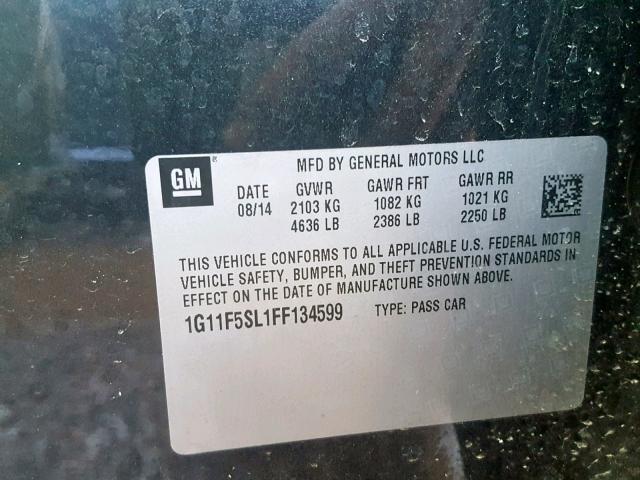 GM ®
MFD BY GENERAL MOTORS LLC
DATE GVWR GAWR FRT GAWR RR
08/14 2103 KG 1082 KG 1021 KG
4636 LB 2386 LB 2250 LB
THIS VEHICLE CONFORMS TO ALL APPLICABLE U.S. FEDERAL MOTOR
VEHICLE SAFETY, BUMPER, AND THEFT PREVENTION STANDARDS IN
EFFECT ON THE DATE OF MANUFACTURE SHOWN ABOVE.
1G11F5SL1FF134599 TYPE: PASS CAR